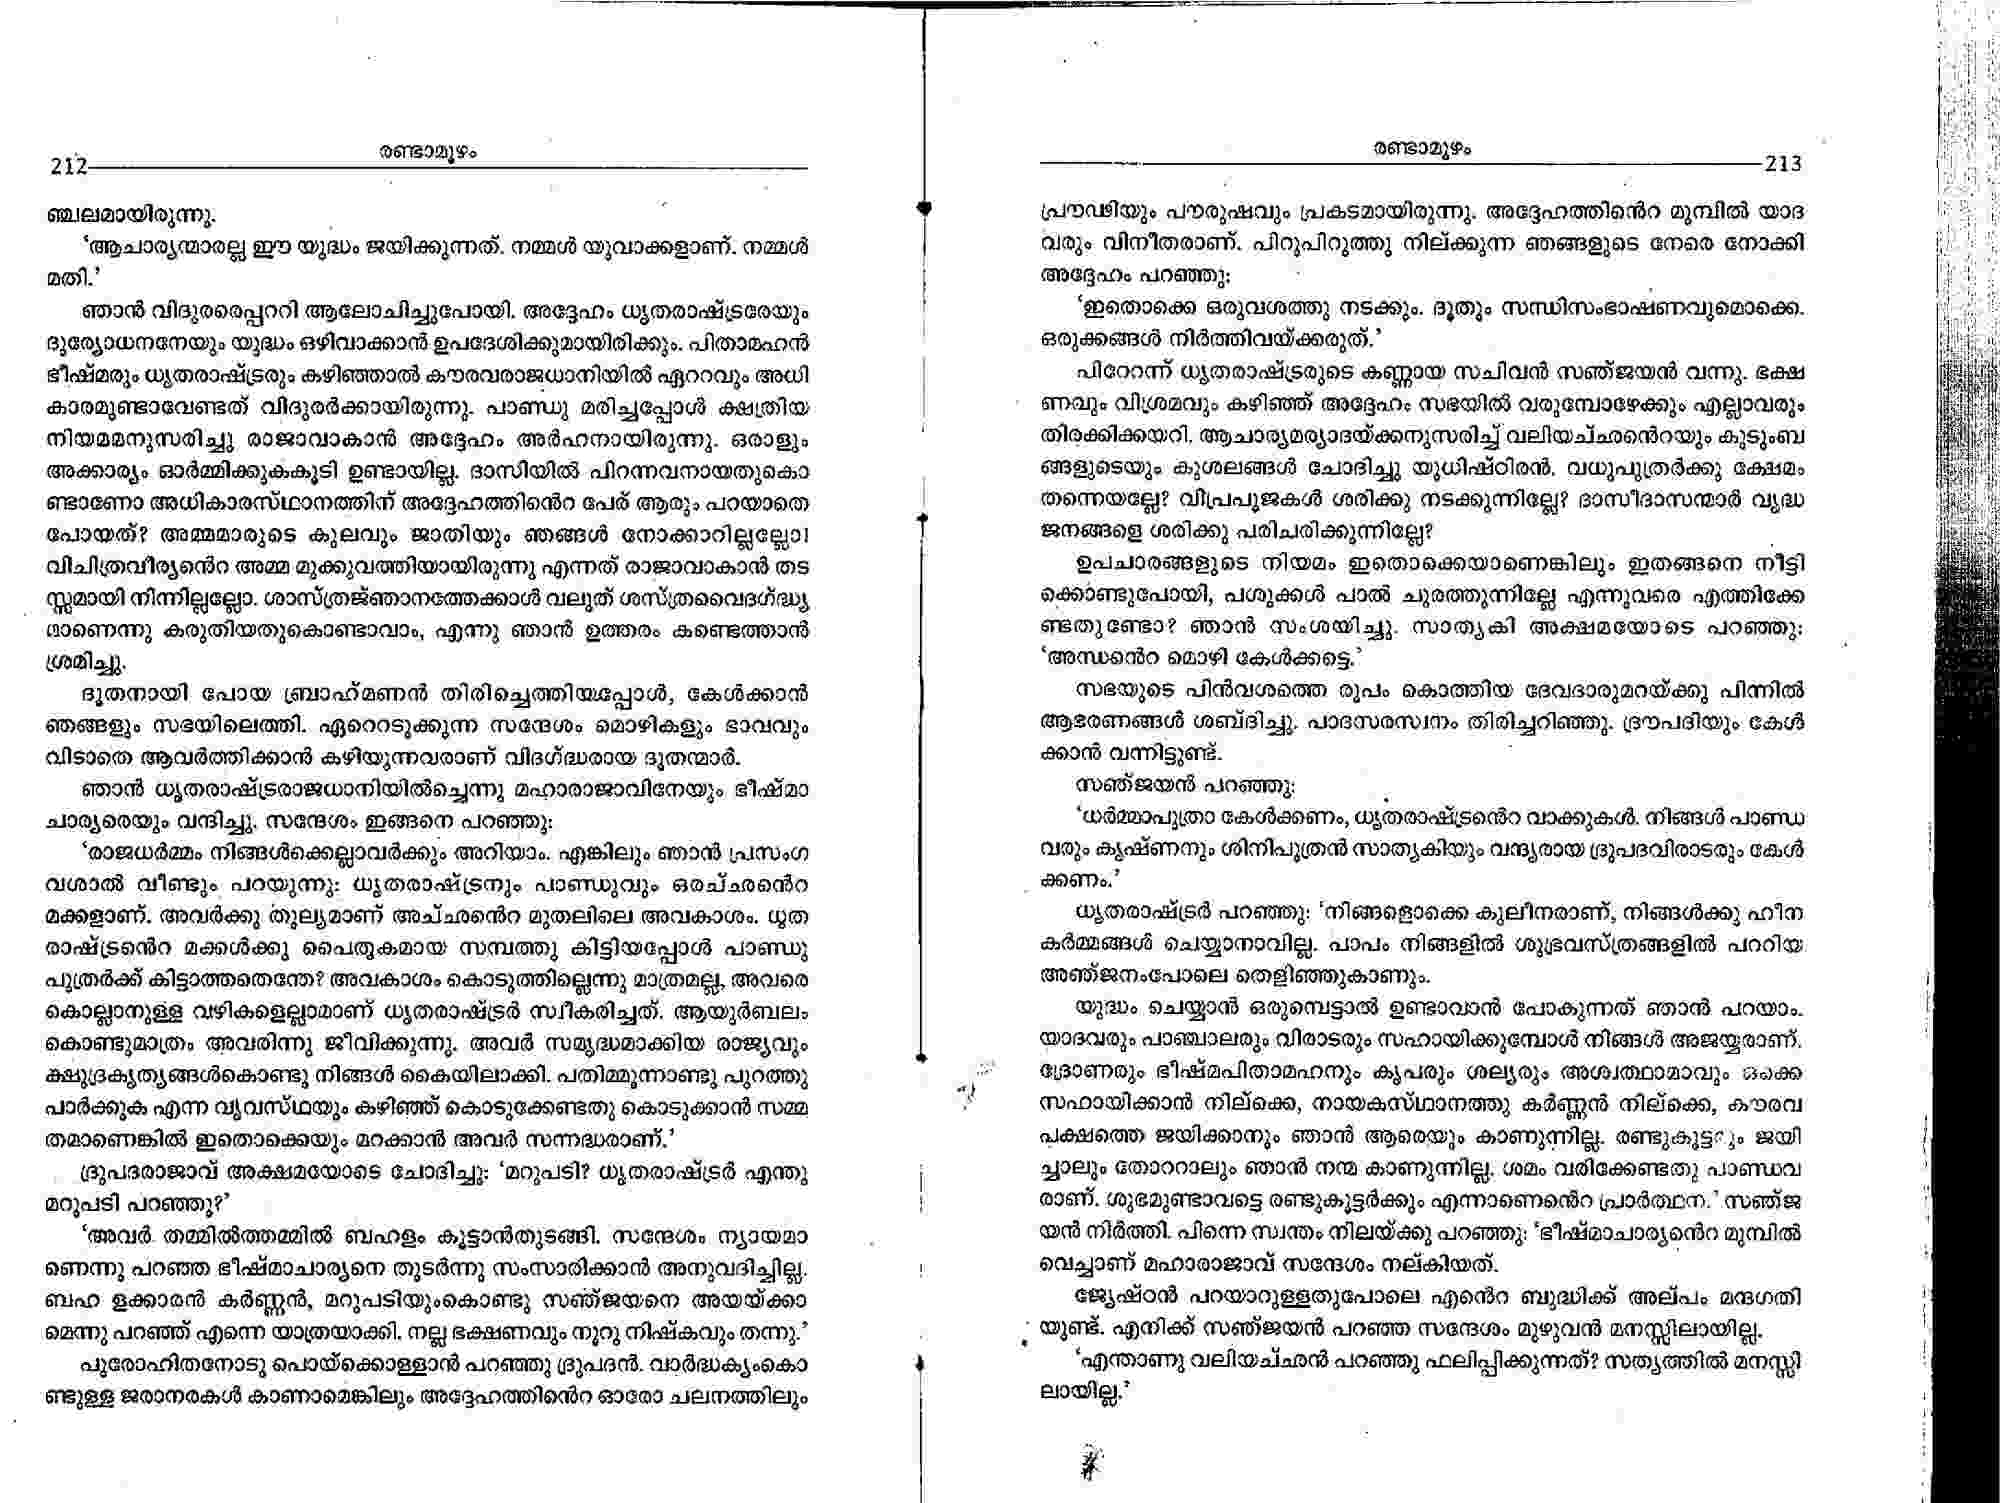 രണ്ടാമൂഴം
212
ഞ്ചലമായിരുന്നു.
‘ആചാര്യന്മാരല്ല ഈ യുദ്ധം ജയിക്കുന്നത്. നമ്മൾ യുവാക്കളാണ്. നമ്മൾ
മതി.’
ഞാൻ വിദുരരെപ്പററി ആലോചിച്ചുപോയി. അദ്ദേഹം ധൃതരാഷ്ട്രരേയും
ദുര്യോധനനേയും യുദ്ധം ഒഴിവാക്കാൻ ഉപദേശിക്കുമായിരിക്കും. പിതാമഹൻ
ഭീഷ്മരും ധൃതരാഷ്ട്രരും കഴിഞ്ഞാൽ കൗരവരാജധാനിയിൽ ഏററവും അധി
കാരമുണ്ടാവേണ്ടത് വിദുരർക്കായിരുന്നു. പാണ്ഡു മരിച്ചപ്പോൾ ക്ഷത്രിയ
നിയമമനുസരിച്ചു രാജാവാകാൻ അദ്ദേഹം അർഹനായിരുന്നു. ഒരാളും
അക്കാര്യം ഓർമ്മിക്കുകകൂടി ഉണ്ടായില്ല. ദാസിയിൽ പിറന്നവനായതുകൊ
ണ്ടാണോ അധികാരസ്ഥാനത്തിന് അദ്ദേഹത്തിൻെറ പേര് ആരും പറയാതെ
പോയത്? അമ്മമാരുടെ കുലവും ജാതിയും ഞങ്ങൾ നോക്കാറില്ലല്ലോ!
വിചിത്രവീര്യൻെറ അമ്മ മുക്കുവത്തിയായിരുന്നു എന്നത് രാജാവാകാൻ തട
സ്സമായി നിന്നില്ലല്ലോ. ശാസ്ത്രജ്ഞാനത്തേക്കാൾ വലുത് ശസ്ത്രവൈദഗ്ദ്ധ്യ
മാണെന്നു കരുതിയതുകൊണ്ടാവാം, എന്നു ഞാൻ ഉത്തരം കണ്ടെത്താൻ
ശ്രമിച്ചു.
ദൂതനായി പോയ ബ്രാഹ്മണൻ തിരിച്ചെത്തിയപ്പോൾ, കേൾക്കാൻ
ഞങ്ങളും സഭയിലെത്തി. ഏറെറടുക്കുന്ന സന്ദേശം മൊഴികളും ഭാവവും
വിടാതെ ആവർത്തിക്കാൻ കഴിയുന്നവരാണ് വിദഗ്ദ്ധരായ ദൂതന്മാർ.
ഞാൻ ധൃതരാഷ്ട്രരാജധാനിയിൽച്ചെന്നു മഹാരാജാവിനേയും ഭീഷ്മാ
ചാര്യരെയും വന്ദിച്ചു. സന്ദേശം ഇങ്ങനെ പറഞ്ഞു:
‘രാജധർമ്മം നിങ്ങൾക്കെല്ലാവർക്കും അറിയാം. എങ്കിലും ഞാൻ പ്രസംഗ
വശാൽ വീണ്ടും പറയുന്നു: ധൃതരാഷ്ട്രനും പാണ്ഡുവും ഒരച്ഛൻെറ
മക്കളാണ്. അവർക്കു തുല്യമാണ് അച്ഛൻെറ മുതലിലെ അവകാശം. ധൃത
രാഷ്ട്രൻെറ മക്കൾക്കു പൈതൃകമായ സമ്പത്തു കിട്ടിയപ്പോൾ പാണ്ഡു
പുത്രർക്ക് കിട്ടാത്തതെന്തേ? അവകാശം കൊടുത്തില്ലെന്നു മാത്രമല്ല, അവരെ
കൊല്ലാനുള്ള വഴികളെല്ലാമാണ് ധൃതരാഷ്ട്രർ സ്വീകരിച്ചത്. ആയുർബലം
കൊണ്ടുമാത്രം അവരിന്നു ജീവിക്കുന്നു. അവർ സമൃദ്ധമാക്കിയ രാജ്യവും
ക്ഷുദ്രകൃത്യങ്ങൾകൊണ്ടു നിങ്ങൾ കൈയിലാക്കി. പതിമ്മൂന്നാണ്ടു പുറത്തു
പാർക്കുക എന്ന വ്യവസ്ഥയും കഴിഞ്ഞ് കൊടുക്കേണ്ടതു കൊടുക്കാൻ സമ്മ
തമാണെങ്കിൽ ഇതൊക്കെയും മറക്കാൻ അവർ സന്നദ്ധരാണ്.’
ദ്രുപദരാജാവ് അക്ഷമയോടെ ചോദിച്ചു: ‘മറുപടി? ധൃതരാഷ്ട്രർ എന്തു
മറുപടി പറഞ്ഞു?’
‘അവർ തമ്മിൽത്തമ്മിൽ ബഹളം കൂട്ടാൻതുടങ്ങി. സന്ദേശം ന്യായമാ
ണെന്നു പറഞ്ഞ ഭീഷ്മാചാര്യനെ തുടർന്നു സംസാരിക്കാൻ അനുവദിച്ചില്ല.
ബഹ ളക്കാരൻ കർണ്ണൻ, മറുപടിയുംകൊണ്ടു സഞ്ജയനെ അയയ്ക്കാ
മെന്നു പറഞ്ഞ് എന്നെ യാത്രയാക്കി. നല്ല ഭക്ഷണവും നൂറു നിഷ്കവും തന്നു.’
പുരോഹിതനോടു പൊയ്ക്കൊള്ളാൻ പറഞ്ഞു ദ്രുപദൻ. വാർദ്ധക്യംകൊ
ണ്ടുള്ള ജരാനരകൾ കാണാമെങ്കിലും അദ്ദേഹത്തിൻെറ ഓരോ ചലനത്തിലും
രണ്ടാമൂഴം
213
പ്രൗഢിയും പൗരുഷവും പ്രകടമായിരുന്നു. അദ്ദേഹത്തിൻെറ മുമ്പിൽ യാദ
വരും വിനീതരാണ്. പിറുപിറുത്തു നില്ക്കുന്ന ഞങ്ങളുടെ നേരെ നോക്കി
അദ്ദേഹം പറഞ്ഞു:
‘ഇതൊക്കെ ഒരുവശത്തു നടക്കും. ദൂതും സന്ധിസംഭാഷണവുമൊക്കെ.
ഒരുക്കങ്ങൾ നിർത്തിവയ്ക്കരുത്.’
പിറേറന്ന് ധൃതരാഷ്ട്രരുടെ കണ്ണായ സചിവൻ സഞ്ജയൻ വന്നു. ഭക്ഷ
ണവും വിശ്രമവും കഴിഞ്ഞ് അദ്ദേഹം സഭയിൽ വരുമ്പോഴേക്കും എല്ലാവരും
തിരക്കിക്കയറി. ആചാര്യമര്യാദയ്ക്കനുസരിച്ച് വലിയച്ഛൻെറയും കുടുംബ
ങ്ങളുടെയും കുശലങ്ങൾ ചോദിച്ചു യുധിഷ്ഠിരൻ. വധുപുത്രർക്കു ക്ഷേമം
തന്നെയല്ലേ? വിപ്രപൂജകൾ ശരിക്കു നടക്കുന്നില്ലേ? ദാസീദാസന്മാർ വൃദ്ധ
ജനങ്ങളെ ശരിക്കു പരിചരിക്കുന്നില്ലേ?
ഉപചാരങ്ങളുടെ നിയമം ഇതൊക്കെയാണെങ്കിലും ഇതങ്ങനെ നീട്ടി
ക്കൊണ്ടുപോയി, പശുക്കൾ പാൽ ചുരത്തുന്നില്ലേ എന്നുവരെ എത്തിക്കേ
ണ്ടതുണ്ടോ? ഞാൻ സംശയിച്ചു. സാത്യകി അക്ഷമയോടെ പറഞ്ഞു:
‘അന്ധൻെറ മൊഴി കേൾക്കട്ടെ.’
സഭയുടെ പിൻവശത്തെ രൂപം കൊത്തിയ ദേവദാരുമറയ്ക്കു പിന്നിൽ
ആഭരണങ്ങൾ ശബ്ദിച്ചു. പാദസരസ്വനം തിരിച്ചറിഞ്ഞു. ദ്രൗപദിയും കേൾ
ക്കാൻ വന്നിട്ടുണ്ട്.
സഞ്ജയൻ പറഞ്ഞു:
‘ധർമ്മാപുത്രാ കേൾക്കണം, ധൃതരാഷ്ട്രൻെറ വാക്കുകൾ. നിങ്ങൾ പാണ്ഡ
വരും കൃഷ്ണനും ശിനിപുത്രൻ സാത്യകിയും വന്ദ്യരായ ദ്രുപദവിരാടരും കേൾ
ക്കണം.’
ധൃതരാഷ്ട്രർ പറഞ്ഞു: ‘നിങ്ങളൊക്കെ കുലീനരാണ്, നിങ്ങൾക്കു ഹീന
കർമ്മങ്ങൾ ചെയ്യാനാവില്ല. പാപം നിങ്ങളിൽ ശുഭ്രവസ്ത്രങ്ങളിൽ പററിയ
അഞ്ജനംപോലെ തെളിഞ്ഞുകാണും.
യുദ്ധം ചെയ്യാൻ ഒരുമ്പെട്ടാൽ ഉണ്ടാവാൻ പോകുന്നത് ഞാൻ പറയാം.
യാദവരും പാഞ്ചാലരും വിരാടരും സഹായിക്കുമ്പോൾ നിങ്ങൾ അജയ്യരാണ്.
ദ്രോണരും ഭീഷ്മപിതാമഹനും കൃപരും ശല്യരും അശ്വത്ഥാമാവും ഒക്കെ
സഹായിക്കാൻ നില്ക്കെ, നായകസ്ഥാനത്തു കർണ്ണൻ നില്ക്കെ, കൗരവ
പക്ഷത്തെ ജയിക്കാനും ഞാൻ ആരെയും കാണുന്നില്ല. രണ്ടുകൂട്ടരും ജയി
ച്ചാലും തോററാലും ഞാൻ നന്മ കാണുന്നില്ല. ശമം വരിക്കേണ്ടതു പാണ്ഡവ
രാണ്. ശുഭമുണ്ടാവട്ടെ രണ്ടുകൂട്ടർക്കും എന്നാണെൻെറ പ്രാർത്ഥന.’ സഞ്ജ
യൻ നിർത്തി. പിന്നെ സ്വന്തം നിലയ്ക്കു പറഞ്ഞു: ‘ഭീഷ്മാചാര്യൻെറ മുമ്പിൽ
വെച്ചാണ് മഹാരാജാവ് സന്ദേശം നല്കിയത്.
ജ്യേഷ്ഠൻ പറയാറുള്ളതുപോലെ എൻെറ ബുദ്ധിക്ക് അല്പം മന്ദഗതി
യുണ്ട്. എനിക്ക് സഞ്ജയൻ പറഞ്ഞ സന്ദേശം മുഴുവൻ മനസ്സിലായില്ല.
‘എന്താണു വലിയച്ഛൻ പറഞ്ഞു ഫലിപ്പിക്കുന്നത്? സത്യത്തിൽ മനസ്സി
ലായില്ല.’